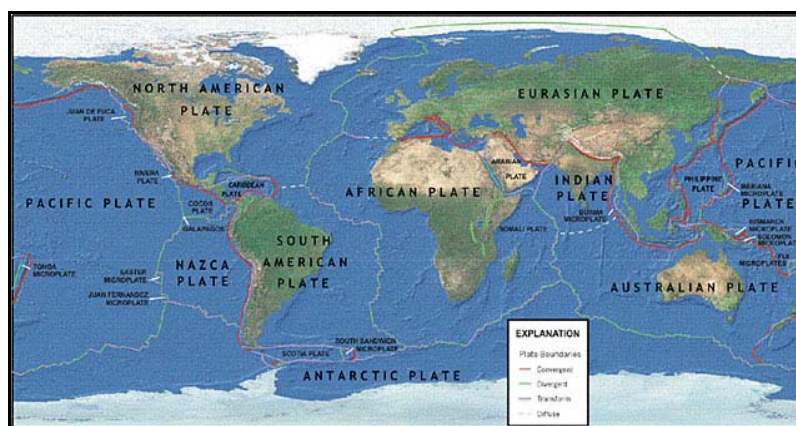 NORTH AMERICAN
PLATE
EURASIAN PLATE
JUAN DE FUCA
PLATE
RIVERA
PLATE
CARIBBEAN
PLATE
COCOS
PLATE
GALAPAGOS
PACIFIC PLATE
AFRICAN PLATE
ARABIAN
PLATE
INDIAN
PLATE
PHILIPPINE
PLATE
PACIFIC
PLATE
MARIANA
MICROPLATE
BURMA
MICROPLATE
BISMARCK
MICROPLATE
SOLOMON
MICROPLATE
FIJI
MICROPLATES
SOMALI PLATE
NAZCA
PLATE
SOUTH
AMERICAN
PLATE
TONGA
MICROPLATE
EASTER
MICROPLATE
JUAN FERNANDEZ
MICROPLATE
AUSTRALIAN PLATE
SOUTH SANDWICH
MICROPLATE
SCOTIA PLATE
ANTARCTIC PLATE
EXPLANATION
Plate Boundaries
Convergent
Divergent
Transform
Diffuse